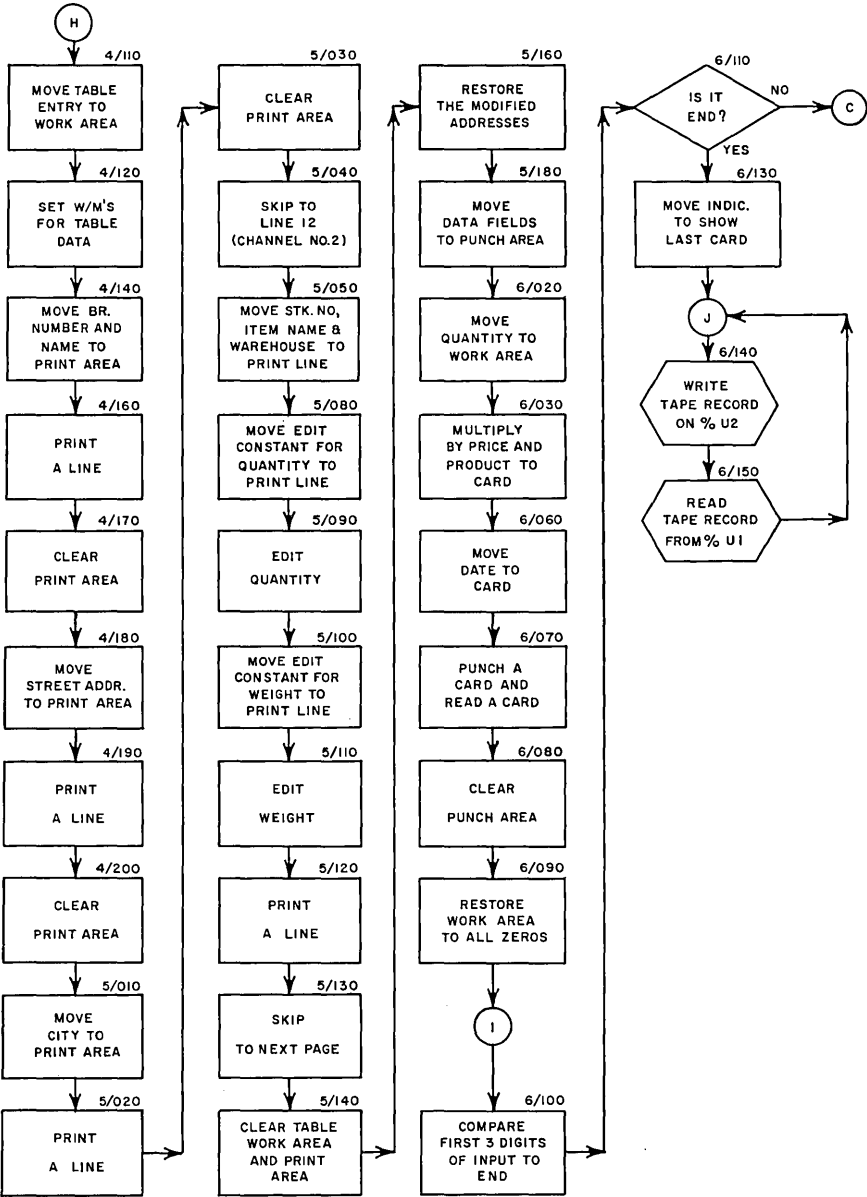 H
4/110
MOVE TABLE
ENTRY TO
WORK AREA
4/120
SET W/M'S
FOR TABLE
DATA
4/140
MOVE BR.
NUMBER AND
NAME TO
PRINT AREA
4/160
PRINT
A LINE
4/170
CLEAR
PRINT AREA
4/180
MOVE
STREET ADDR.
TO PRINT AREA
4/190
PRINT
A LINE
4/200
CLEAR
PRINT AREA
5/010
MOVE
CITY TO
PRINT AREA
5/020
PRINT
A LINE
5/030
CLEAR
PRINT AREA
5/040
SKIP TO
LINE 12
(CHANNEL NO.2)
5/050
MOVE STK. NO,
ITEM NAME &
WAREHOUSE TO
PRINT LINE
5/080
MOVE EDIT
CONSTANT FOR
QUANTITY TO
PRINT LINE
5/090
EDIT
QUANTITY
5/100
MOVE EDIT
CONSTANT FOR
WEIGHT TO
PRINT LINE
5/110
EDIT
WEIGHT
5/120
PRINT
A LINE
5/130
SKIP
TO NEXT PAGE
5/140
CLEAR TABLE
WORK AREA
AND PRINT
AREA
5/160
RESTORE
THE MODIFIED
ADDRESSES
5/180
MOVE
DATA FIELDS
TO PUNCH AREA
6/020
MOVE
QUANTITY TO
WORK AREA
6/030
MULTIPLY
BY PRICE AND
PRODUCT TO
CARD
6/060
MOVE
DATE TO
CARD
6/070
PUNCH A
CARD AND
READ A CARD
6/080
CLEAR
PUNCH AREA
6/090
RESTORE
WORK AREA
TO ALL ZEROS
I
6/100
COMPARE
FIRST 3 DIGITS
OF INPUT TO
END
6/110
IS IT
END?
NO
C
YES
6/130
MOVE INDIC.
TO SHOW
LAST CARD
J
6/140
WRITE
TAPE RECORD
ON % U2
6/150
READ
TAPE RECORD
FROM % U1